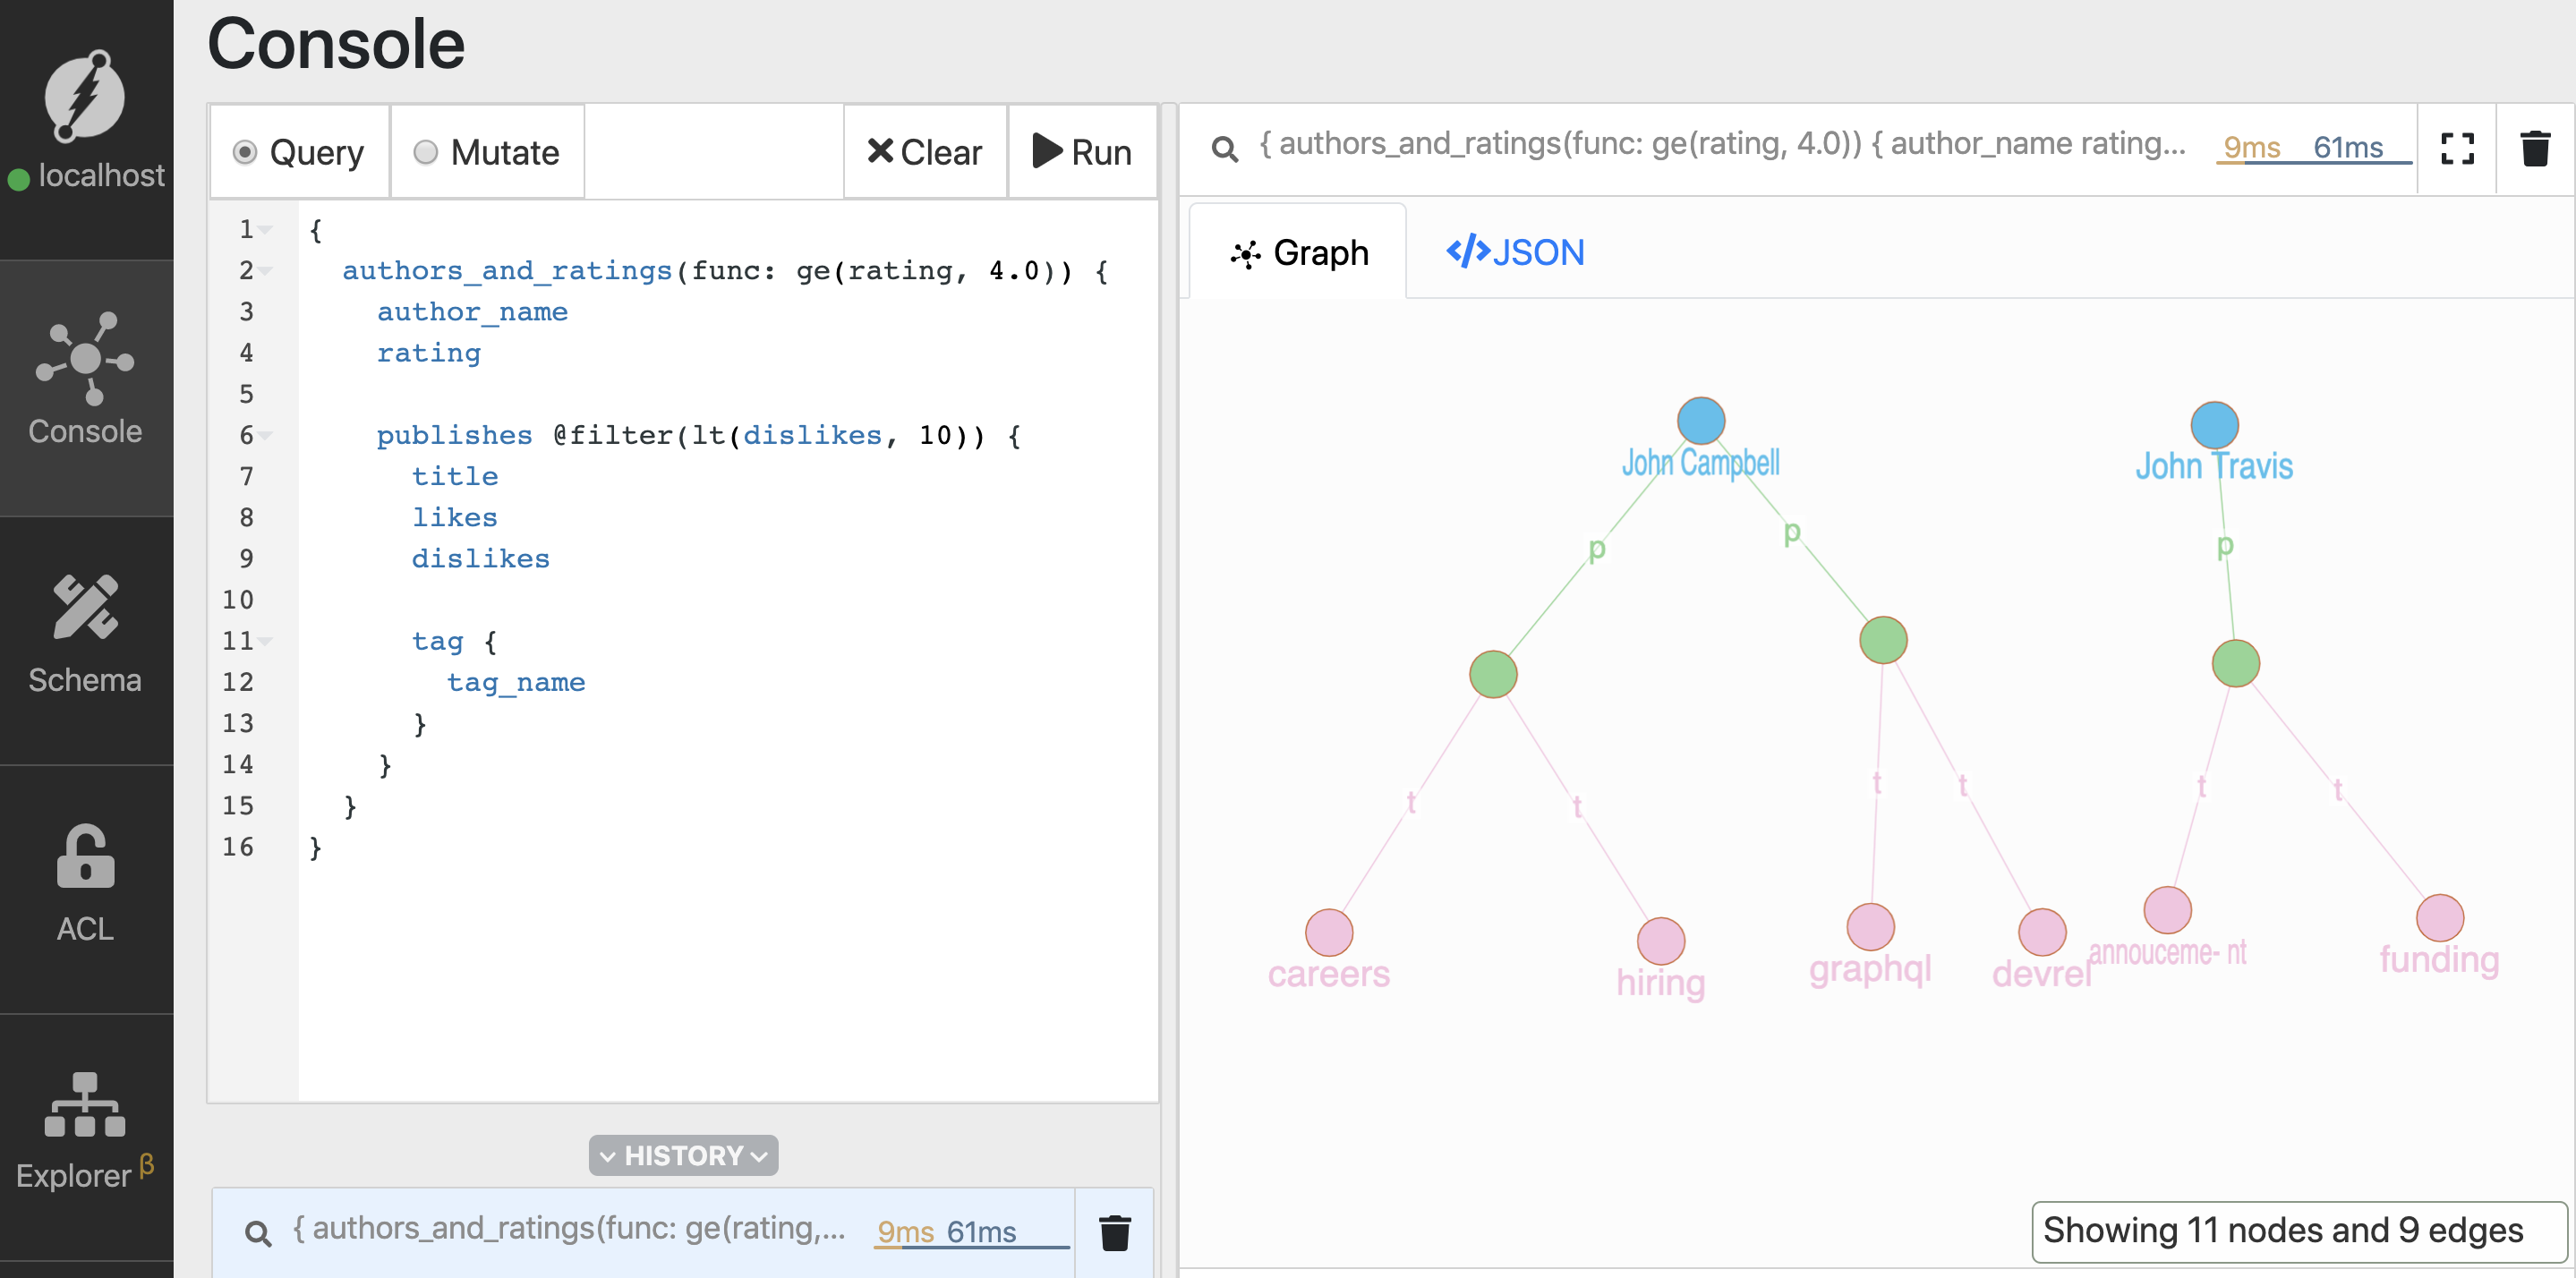 Console
localhost
Console
Schema
ACL
Explorer β
Query Mutate Clear Run
1 {
2 authors_and_ratings(func: ge(rating, 4.0)) {
3 author_name
4 rating
5
6 publishes @filter(lt(dislikes, 10)) {
7 title
8 likes
9 dislikes
10
11 tag {
12 tag_name
13 }
14 }
15 }
16 }
HISTORY
{ authors_and_ratings(func: ge(rating,... 9ms 61ms
{ authors_and_ratings(func: ge(rating, 4.0)) { author_name rating... 9ms 61ms
Graph </>JSON
John Campbell
John Travis
p
p
p
t
t
t
t
t
t
careers
hiring
graphql
devrel
annouceme- nt
funding
Showing 11 nodes and 9 edges